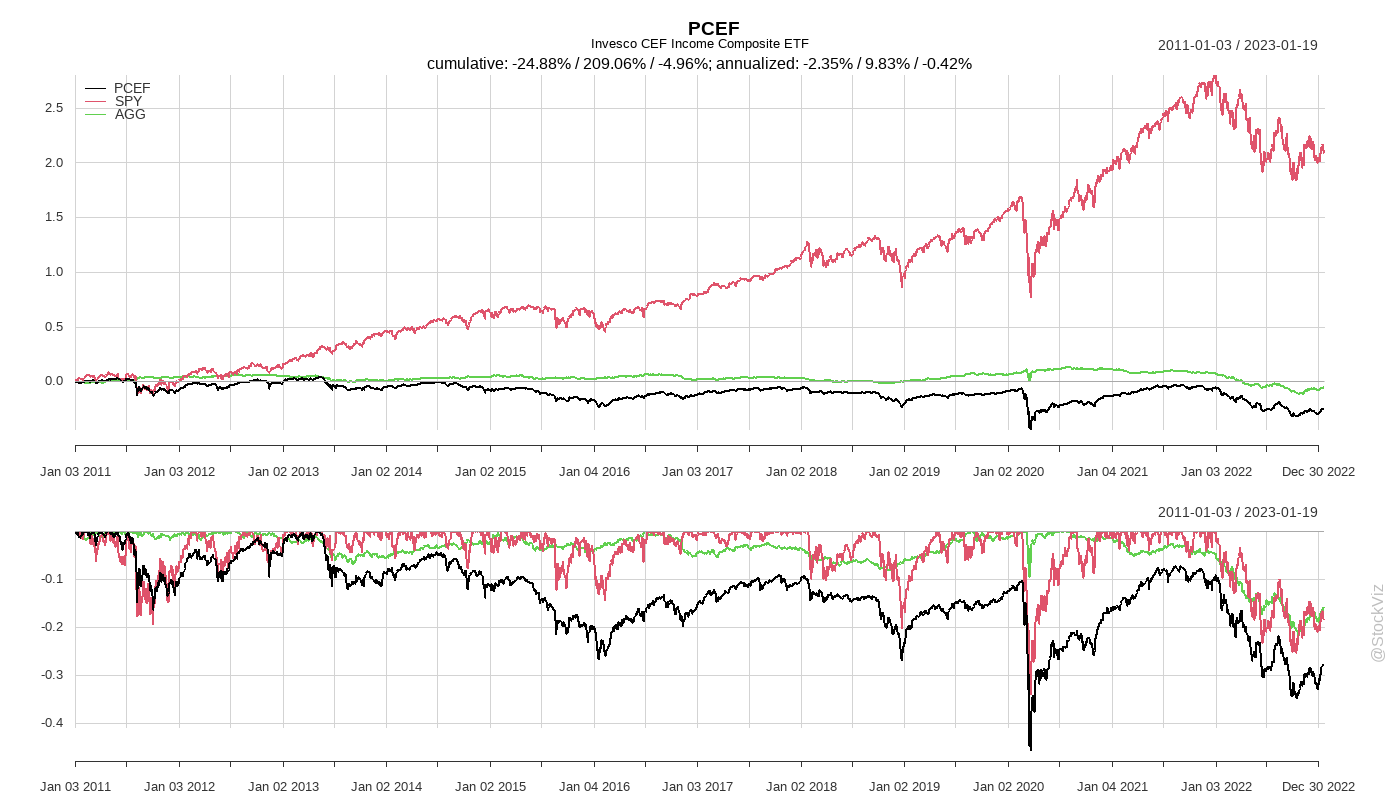 PCEF
Invesco CEF Income Composite ETF
2011-01-03 / 2023-01-19
cumulative: -24.88% / 209.06% / -4.96%; annualized: -2.35% / 9.83% / -0.42%
PCEF
SPY
AGG
2.5
2.0
1.5
1.0
0.5
0.0
Jan 03 2011 Jan 03 2012 Jan 02 2013 Jan 02 2014 Jan 02 2015 Jan 04 2016 Jan 03 2017 Jan 02 2018 Jan 02 2019 Jan 02 2020 Jan 04 2021 Jan 03 2022 Dec 30 2022
2011-01-03 / 2023-01-19
-0.1
-0.2
-0.3
-0.4
Jan 03 2011 Jan 03 2012 Jan 02 2013 Jan 02 2014 Jan 02 2015 Jan 04 2016 Jan 03 2017 Jan 02 2018 Jan 02 2019 Jan 02 2020 Jan 04 2021 Jan 03 2022 Dec 30 2022
@StockViz